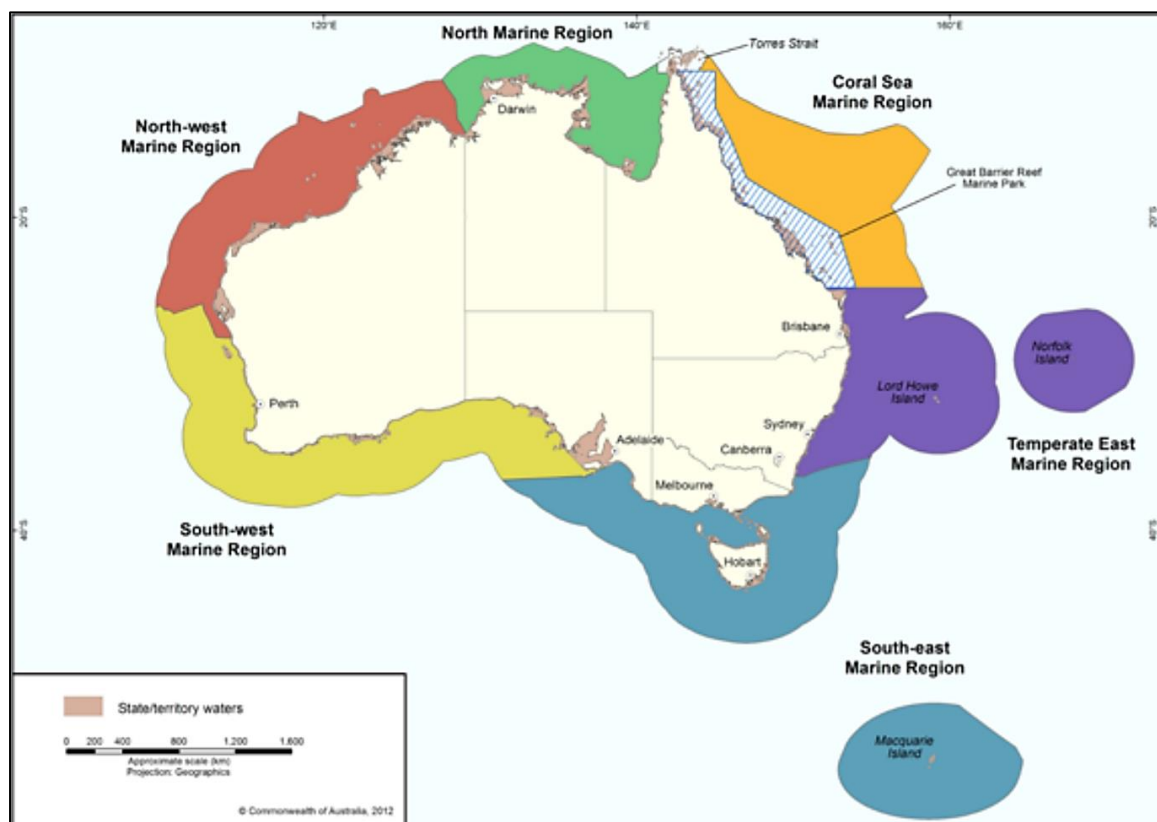 120°E
140°E
160°E
North Marine Region
Torres Strait
Coral Sea
Marine Region
Darwin
North-west
Marine Region
Great Barrier Reef
Marine Park
20°S
20°S
Brisbane
Norfolk
Island
Lord Howe
Island
Perth
Sydney
Adelaide
Canberra
Temperate East
Marine Region
Melbourne
South-west
Marine Region
40°S
40°S
Hobart
South-east
Marine Region
State/territory waters
Macquarie
Island
0 200 400 800 1,200 1,600
Approximate scale (km)
Projection: Geographics
© Commonwealth of Australia, 2012